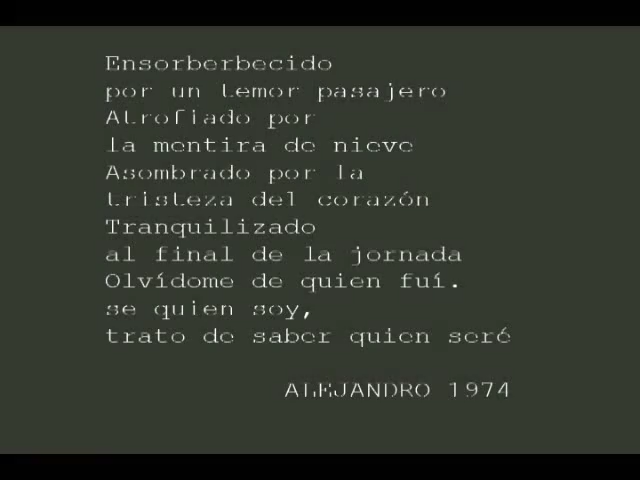 Ensorberbecido
por un temor pasajero
Atrofiado por
la mentira de nieve
Asombrado por la
tristeza del corazón
Tranquilizado
al final de la jornada
Olvídome de quien fuí.
se quien soy,
trato de saber quien seré
ALEJANDRO 1974